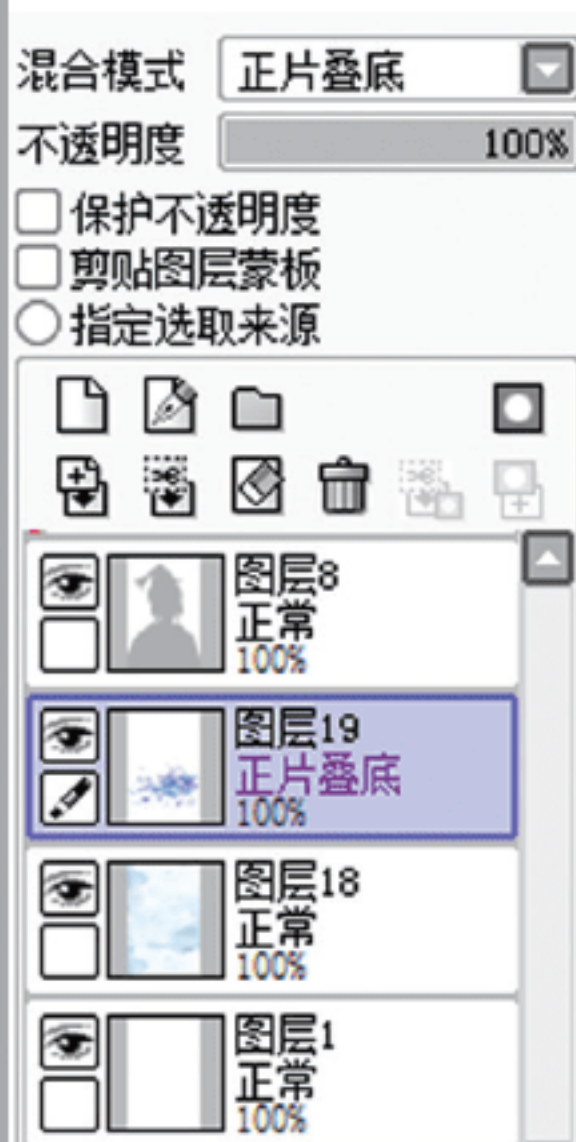 混合模式 正片叠底
不透明度 100%
保护不透明度
剪贴图层蒙板
指定选取来源
图层8
正常
100%
图层19
正片叠底
100%
图层18
正常
100%
图层1
正常
100%